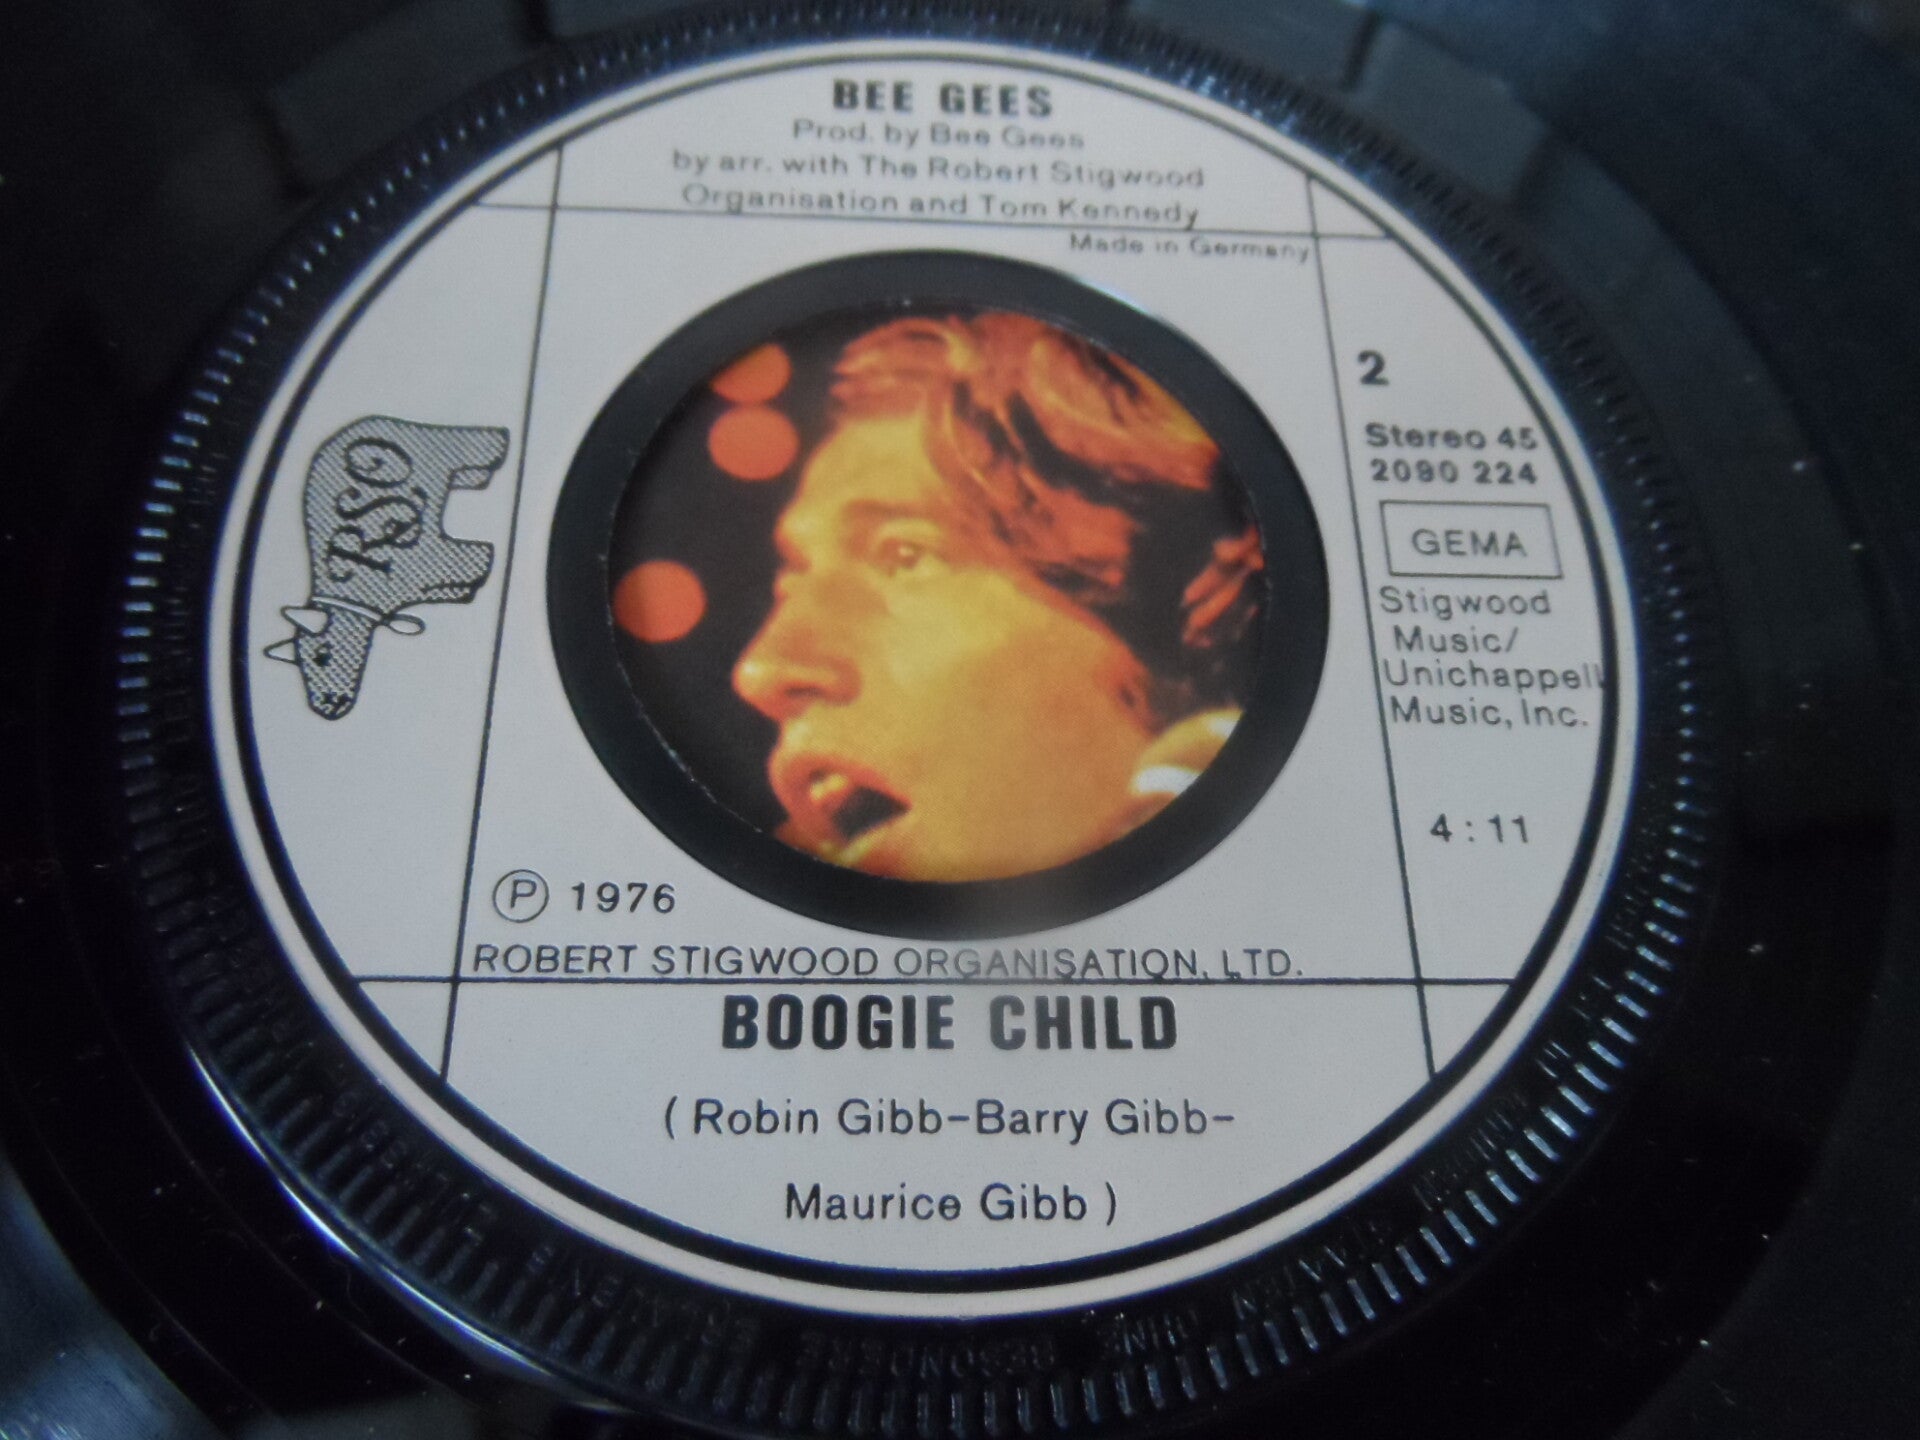 BEE GEES
Prod. by Bee Gees
by arr. with The Robert Stigwood
Organisation and Tom Kennedy
Made in Germany
RSO
2
Stereo 45
2090 224
GEMA
Stigwood
Music/
Unichappell
Music, Inc.
4:11
Ⓟ 1976
ROBERT STIGWOOD ORGANISATION, LTD.
BOOGIE CHILD
(Robin Gibb-Barry Gibb-
Maurice Gibb)